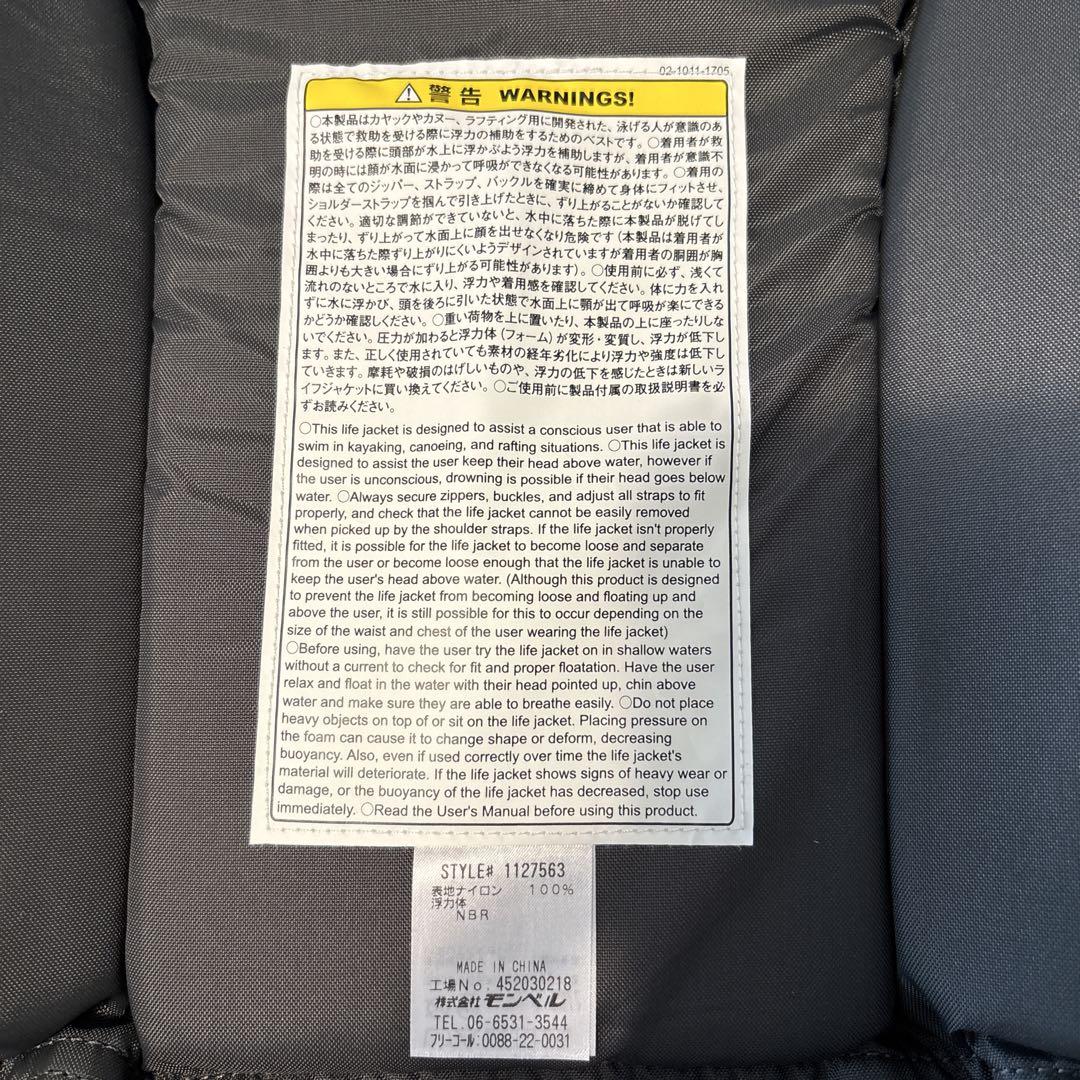 02-1011-1705
⚠ 警告 WARNINGS!
○本製品はカヤックやカヌー、ラフティング用に開発された、泳げる人が意識のあ
る状態で救助を受ける際に浮力の補助をするためのベストです。○着用者が救
助を受ける際に頭部が水上に浮かぶよう浮力を補助しますが、着用者が意識不
明の時には顔が水面に浸かって呼吸ができなくなる可能性があります。○着用の
際は全てのジッパー、ストラップ、バックルを確実に締めて身体にフィットさせ、
ショルダーストラップを掴んで引き上げたときに、ずり上がることがないか確認して
ください。適切な調節ができていないと、水中に落ちた際に本製品が脱げてし
まったり、ずり上がって水面上に顔を出せなくなり危険です(本製品は着用者が
水中に落ちた際ずり上がりにくいようデザインされていますが着用者の胴囲が胸
囲よりも大きい場合にずり上がる可能性があります)。○使用前に必ず、浅くて
流れのないところで水に入り、浮力や着用感を確認してください。体に力を入れ
ずに水に浮かび、頭を後ろに引いた状態で水面上に顎が出て呼吸が楽にできる
かどうか確認しください。○重い荷物を上に置いたり、本製品の上に座ったりしな
いでください。圧力が加わると浮力体(フォーム)が変形・変質し、浮力が低下し
ます。また、正しく使用されていても素材の経年劣化により浮力や強度は低下し
ていきます。摩耗や破損のはげしいものや、浮力の低下を感じたときは新しいラ
イフジャケットに買い換えてください。○ご使用前に製品付属の取扱説明書を必
ずお読みください。
○This life jacket is designed to assist a conscious user that is able to
swim in kayaking, canoeing, and rafting situations. ○This life jacket is
designed to assist the user keep their head above water, however if
the user is unconscious, drowning is possible if their head goes below
water. ○Always secure zippers, buckles, and adjust all straps to fit
properly, and check that the life jacket cannot be easily removed
when picked up by the shoulder straps. If the life jacket isn't properly
fitted, it is possible for the life jacket to become loose and separate
from the user or become loose enough that the life jacket is unable to
keep the user's head above water. (Although this product is designed
to prevent the life jacket from becoming loose and floating up and
above the user, it is still possible for this to occur depending on the
size of the waist and chest of the user wearing the life jacket)
○Before using, have the user try the life jacket on in shallow waters
without a current to check for fit and proper floatation. Have the user
relax and float in the water with their head pointed up, chin above
water and make sure they are able to breathe easily. ○Do not place
heavy objects on top of or sit on the life jacket. Placing pressure on
the foam can cause it to change shape or deform, decreasing
buoyancy. Also, even if used correctly over time the life jacket's
material will deteriorate. If the life jacket shows signs of heavy wear or
damage, or the buoyancy of the life jacket has decreased, stop use
immediately. ○Read the User's Manual before using this product.
STYLE# 1127563
表地ナイロン 100%
浮力体
NBR
MADE IN CHINA
工場No. 452030218
株式会社モンベル
TEL.06-6531-3544
フリーコール:0088-22-0031